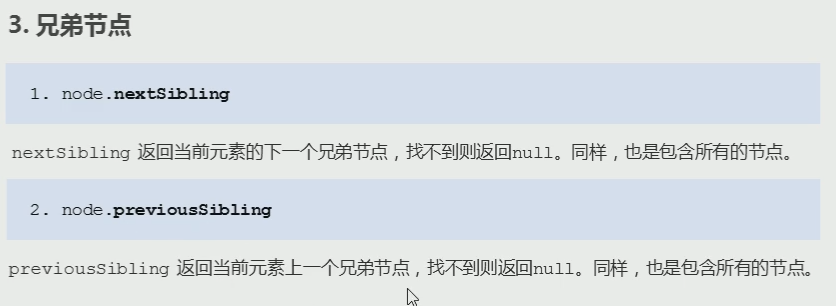 3. 兄弟节点
1. node.nextSibling
nextSibling 返回当前元素的下一个兄弟节点，找不到则返回null。同样，也是包含所有的节点。
2. node.previousSibling
previousSibling 返回当前元素上一个兄弟节点，找不到则返回null。同样，也是包含所有的节点。